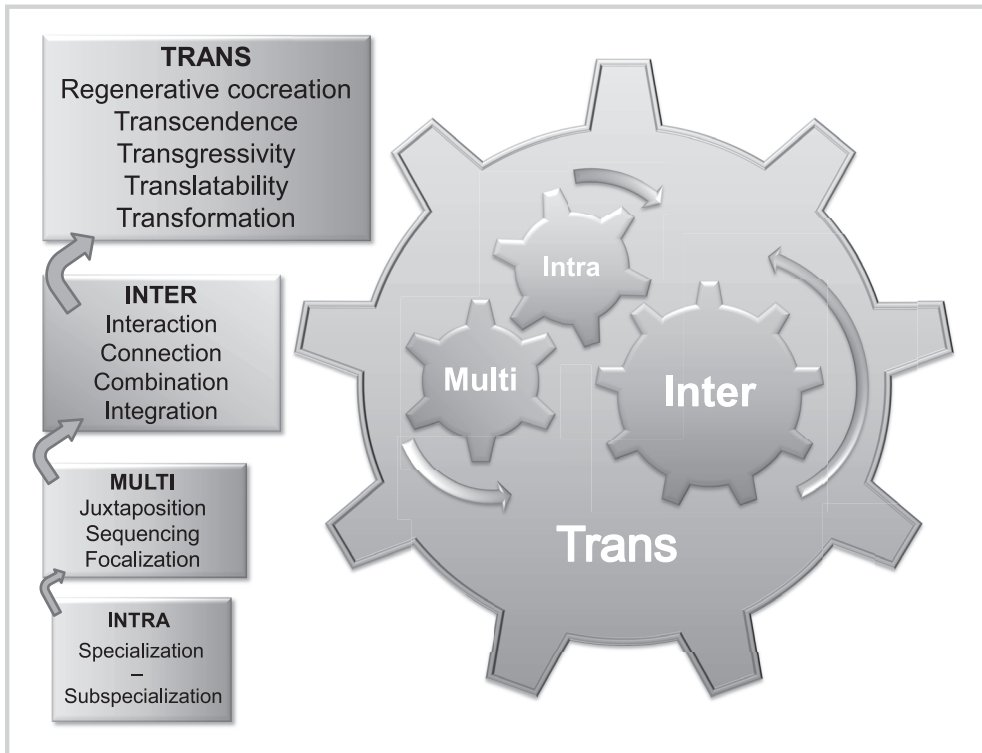 TRANS
Regenerative cocreation
Transcendence
Transgressivity
Translatability
Transformation
INTER
Interaction
Connection
Combination
Integration
MULTI
Juxtaposition
Sequencing
Focalization
INTRA
Specialization
–
Subspecialization
Intra
Multi
Inter
Trans